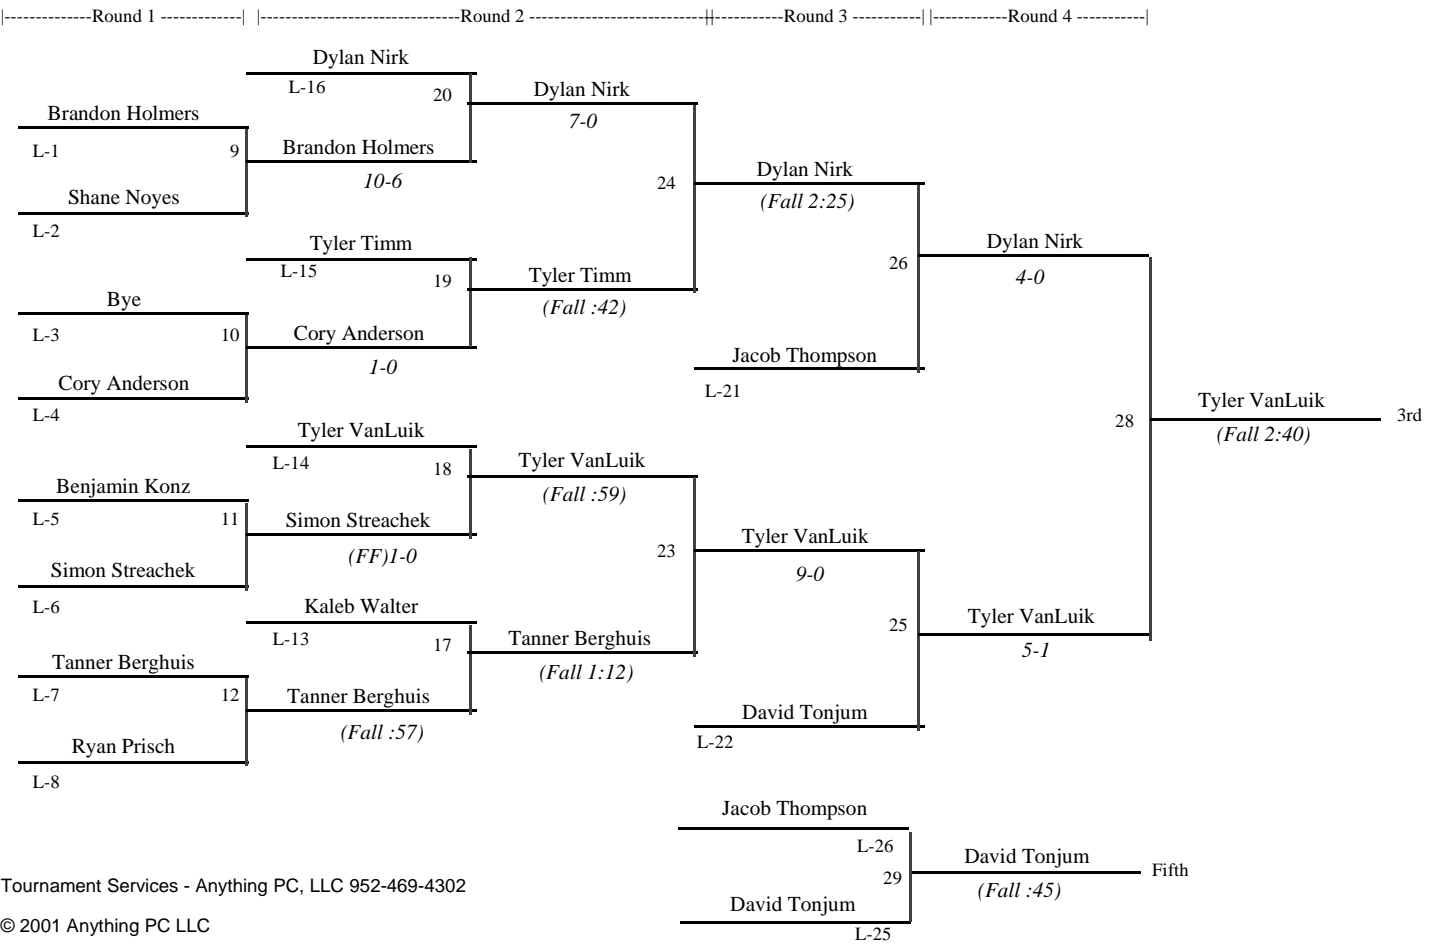 |--------------Round 1 -------------| |--------------------------------Round 2 ----------------------------||------------Round 3 -----------| |------------Round 4 -----------|
Dylan Nirk
L-16
20
Dylan Nirk
7-0
Brandon Holmers
L-1
9
Brandon Holmers
10-6
Shane Noyes
L-2
24
Dylan Nirk
(Fall 2:25)
Tyler Timm
L-15
19
Tyler Timm
(Fall :42)
Bye
L-3
10
Cory Anderson
1-0
Cory Anderson
L-4
26
Dylan Nirk
4-0
Jacob Thompson
L-21
Tyler VanLuik
L-14
18
Tyler VanLuik
(Fall :59)
Benjamin Konz
L-5
11
Simon Streachek
(FF)1-0
Simon Streachek
L-6
23
Tyler VanLuik
9-0
Kaleb Walter
L-13
17
Tanner Berghuis
(Fall 1:12)
Tanner Berghuis
L-7
12
Tanner Berghuis
(Fall :57)
Ryan Prisch
L-8
25
Tyler VanLuik
5-1
David Tonjum
L-22
28
Tyler VanLuik
3rd
(Fall 2:40)
Jacob Thompson
L-26
29
David Tonjum
Fifth
(Fall :45)
David Tonjum
L-25
Tournament Services - Anything PC, LLC 952-469-4302
© 2001 Anything PC LLC